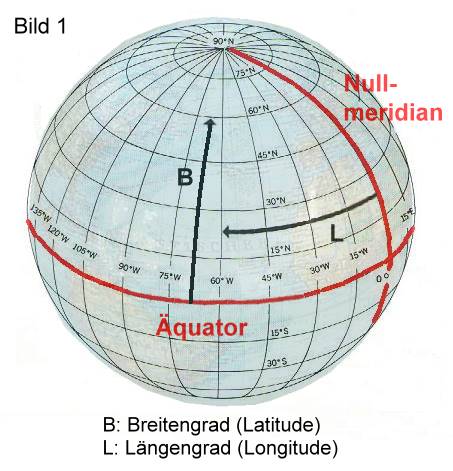 Bild 1
90°N
75°N
Null-
meridian
60°N
45°N
B
30°N
135°W
120°W
105°W
90°W
75°W
60°W
45°W
30°W
15°W
15°E
L
15°N
0°
Äquator
15°S
30°S
B: Breitengrad (Latitude)
L: Längengrad (Longitude)